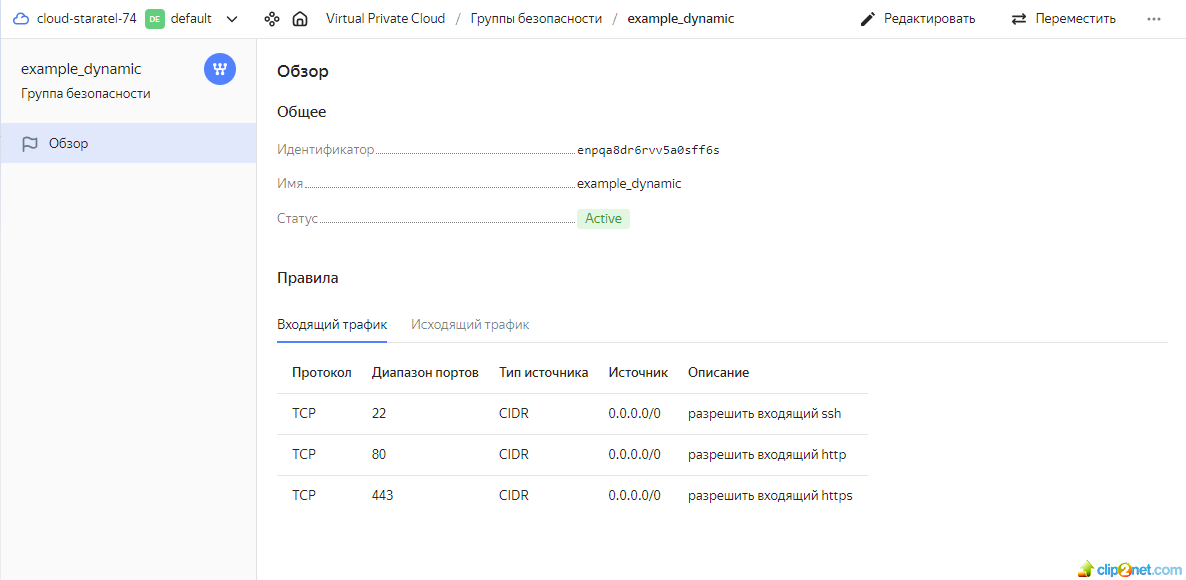 cloud-staratel-74 DE default Virtual Private Cloud / Группы безопасности / example_dynamic Редактировать Переместить
example_dynamic
Группа безопасности
Обзор
Обзор
Общее
Идентификатор enpqa8dr6rvv5a0sff6s
Имя example_dynamic
Статус Active
Правила
Входящий трафик Исходящий трафик
Протокол Диапазон портов Тип источника Источник Описание
TCP 22 CIDR 0.0.0.0/0 разрешить входящий ssh
TCP 80 CIDR 0.0.0.0/0 разрешить входящий http
TCP 443 CIDR 0.0.0.0/0 разрешить входящий https
clip2net.com